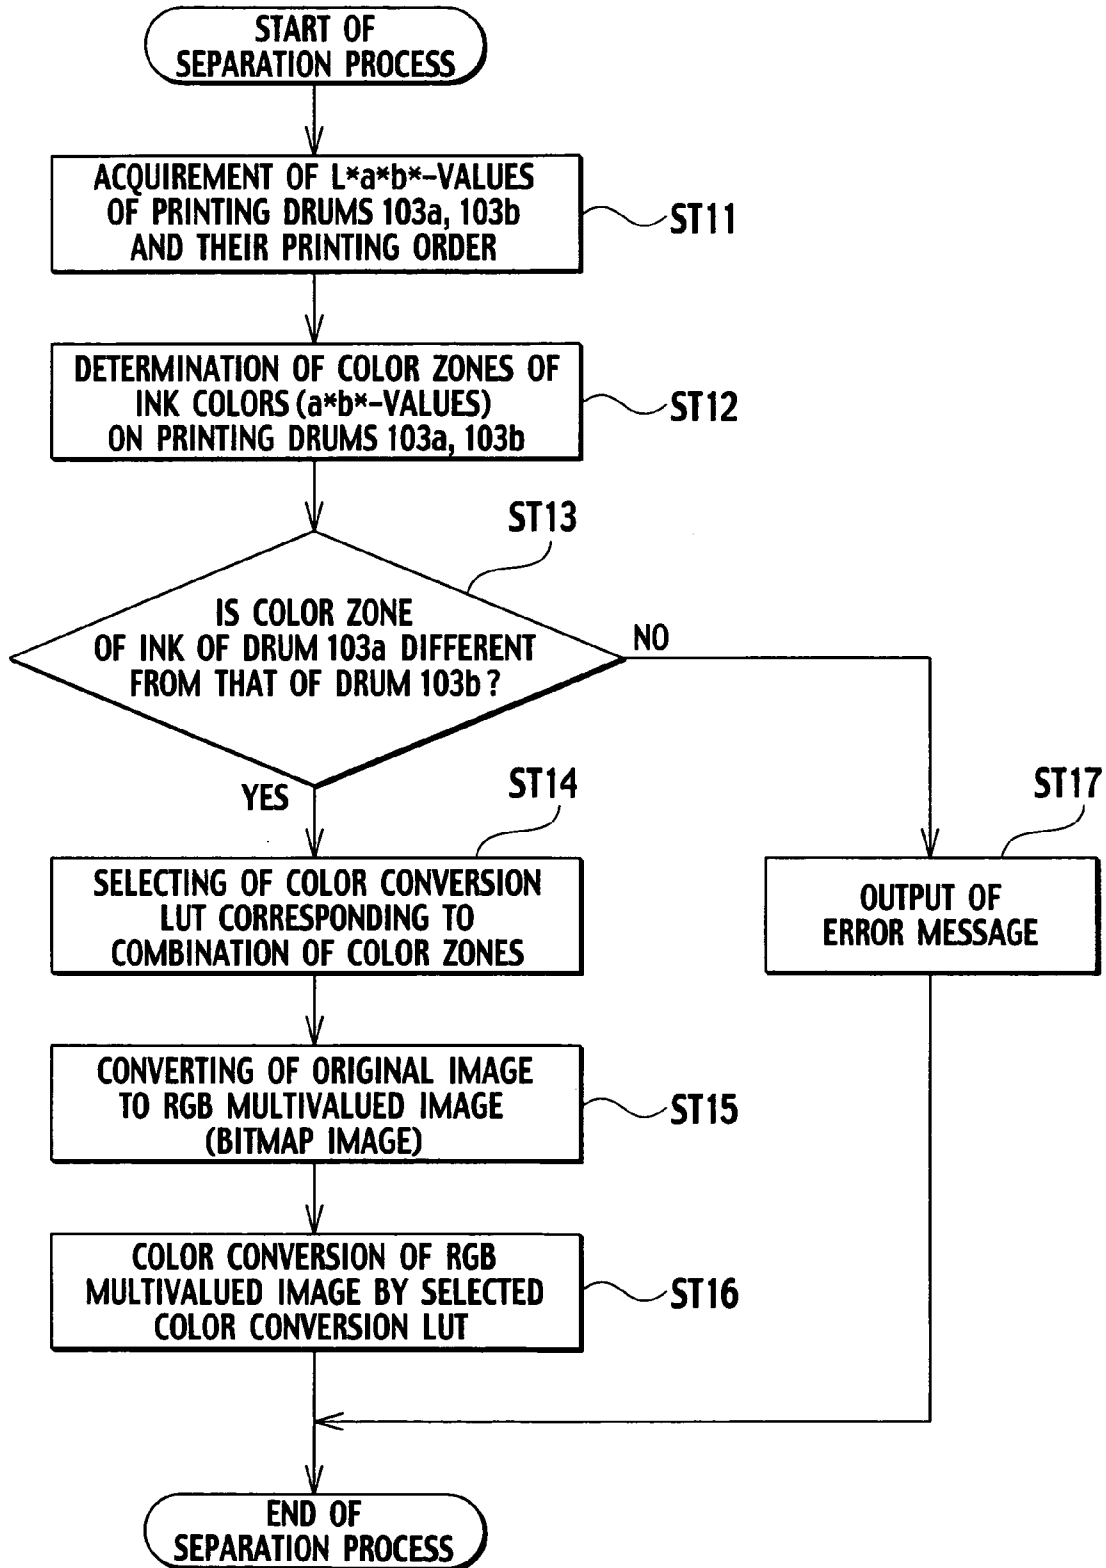 START OF
SEPARATION PROCESS
ACQUIREMENT OF L*a*b*-VALUES
OF PRINTING DRUMS 103a, 103b
AND THEIR PRINTING ORDER
ST11
DETERMINATION OF COLOR ZONES OF
INK COLORS (a*b*-VALUES)
ON PRINTING DRUMS 103a, 103b
ST12
ST13
IS COLOR ZONE
OF INK OF DRUM 103a DIFFERENT
FROM THAT OF DRUM 103b?
NO
YES
ST14
SELECTING OF COLOR CONVERSION
LUT CORRESPONDING TO
COMBINATION OF COLOR ZONES
ST17
OUTPUT OF
ERROR MESSAGE
CONVERTING OF ORIGINAL IMAGE
TO RGB MULTIVALUED IMAGE
(BITMAP IMAGE)
ST15
COLOR CONVERSION OF RGB
MULTIVALUED IMAGE BY SELECTED
COLOR CONVERSION LUT
ST16
END OF
SEPARATION PROCESS